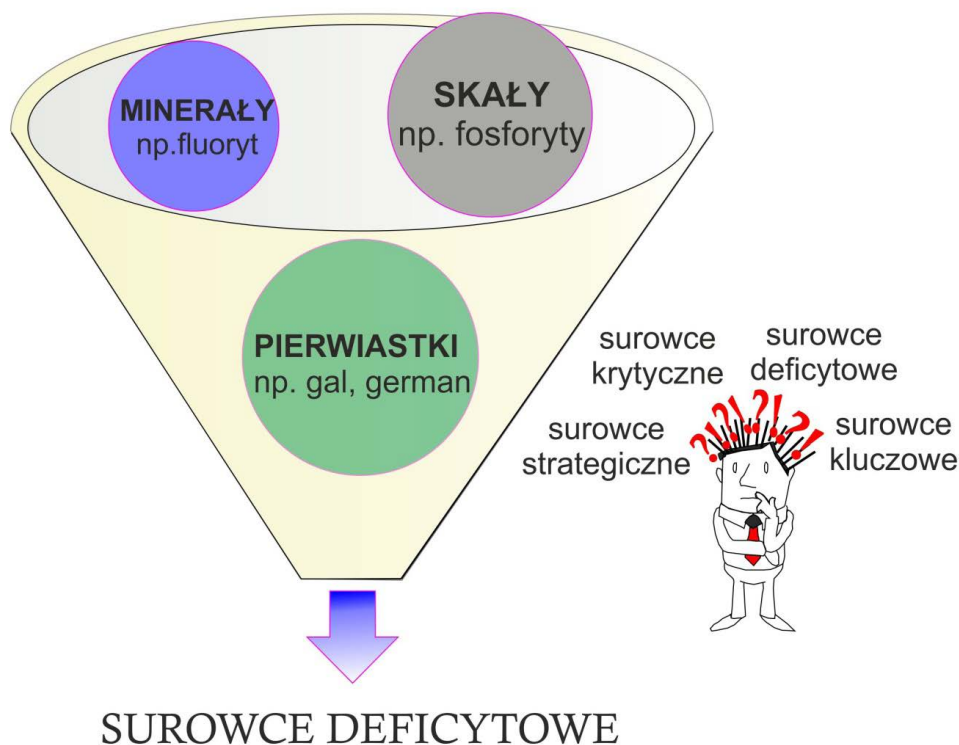 MINERAŁY
np.fluoryt
SKAŁY
np. fosforyty
PIERWIASTKI
np. gal, german
surowce
krytyczne
surowce
deficytowe
surowce
strategiczne
surowce
kluczowe
?!?!?!?!
SUROWCE DEFICYTOWE